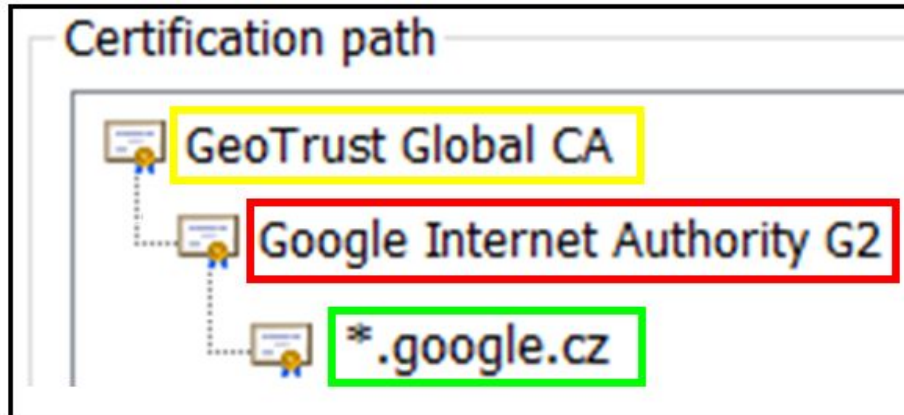 Certification path
GeoTrust Global CA
Google Internet Authority G2
*.google.cz